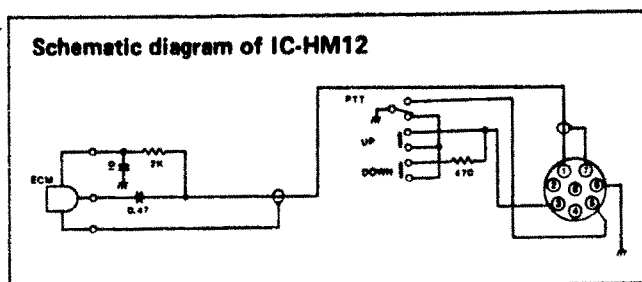 Schematic diagram of IC-HM12
PTT
UP
DOWN
470
ECM
10
2K
0.47
1 7
2 8 6
3 5
4